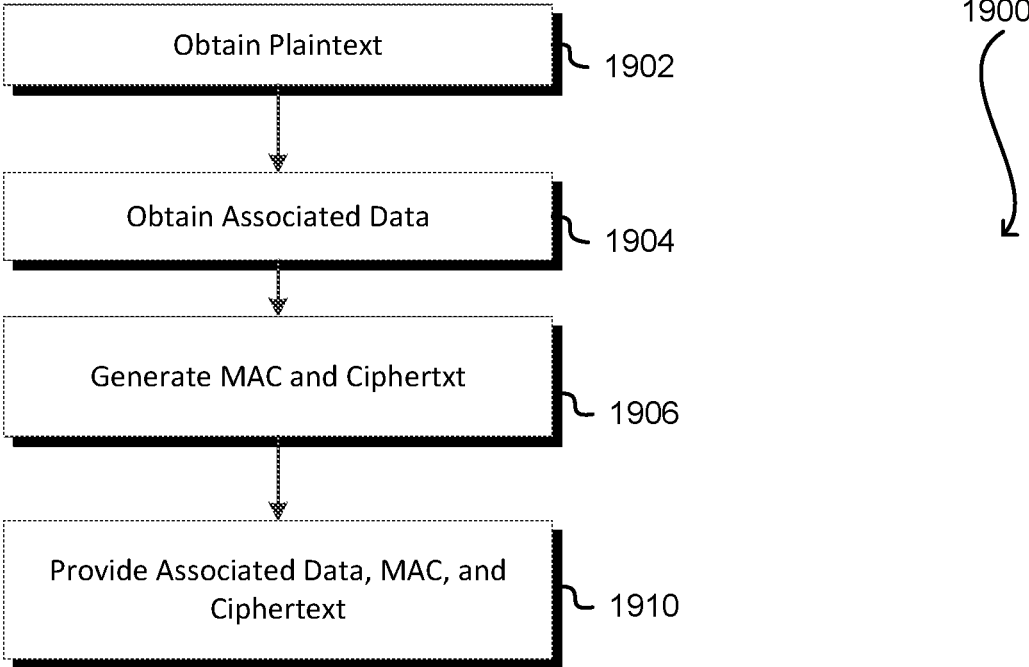 1900
Obtain Plaintext
1902
Obtain Associated Data
1904
Generate MAC and Ciphertxt
1906
Provide Associated Data, MAC, and
Ciphertext
1910